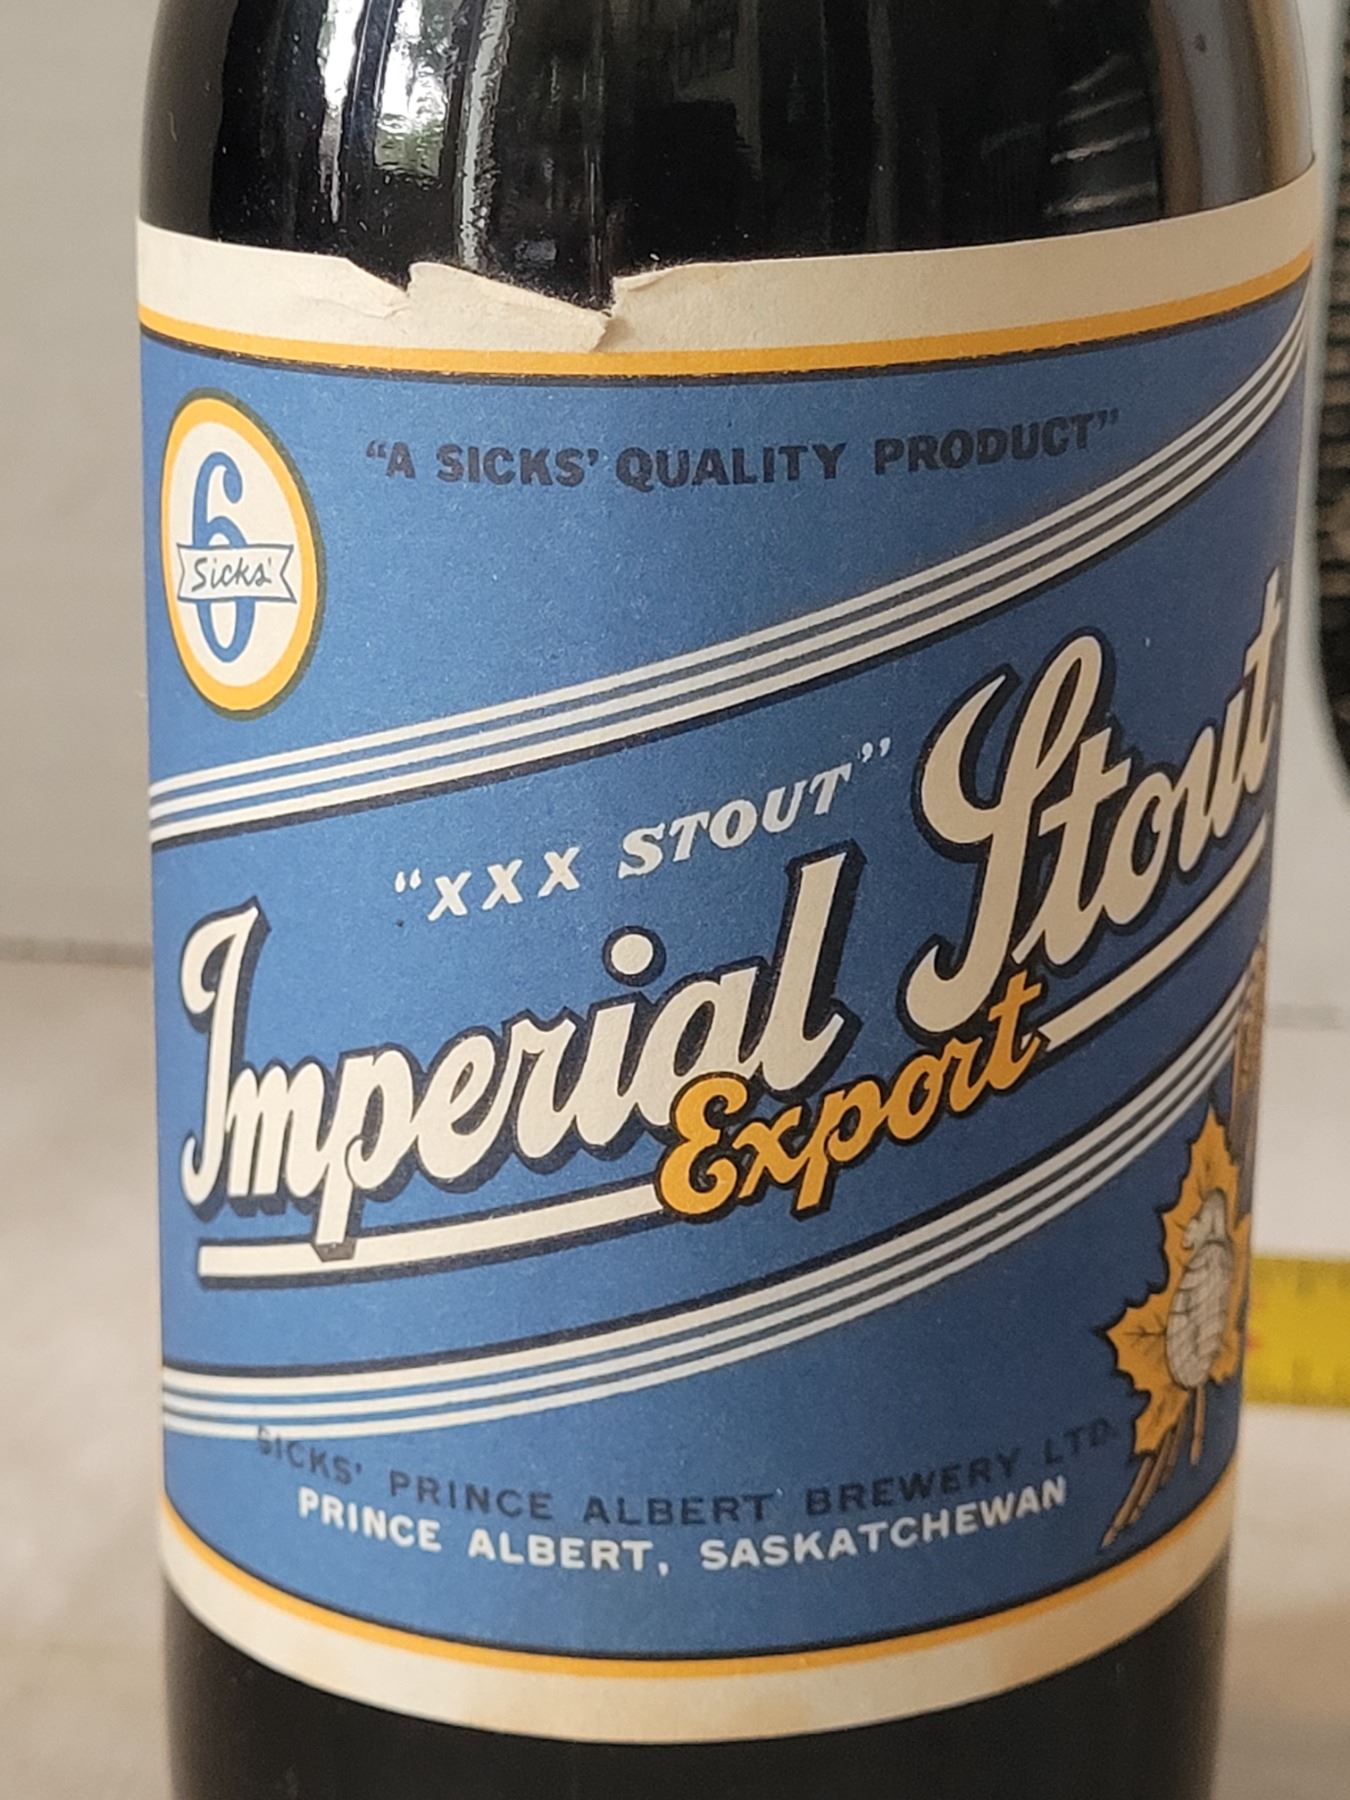 "A SICKS' QUALITY PRODUCT"
6
Sicks'
"XXX STOUT"
Imperial Stout
Export
SICKS' PRINCE ALBERT BREWERY LTD.
PRINCE ALBERT, SASKATCHEWAN